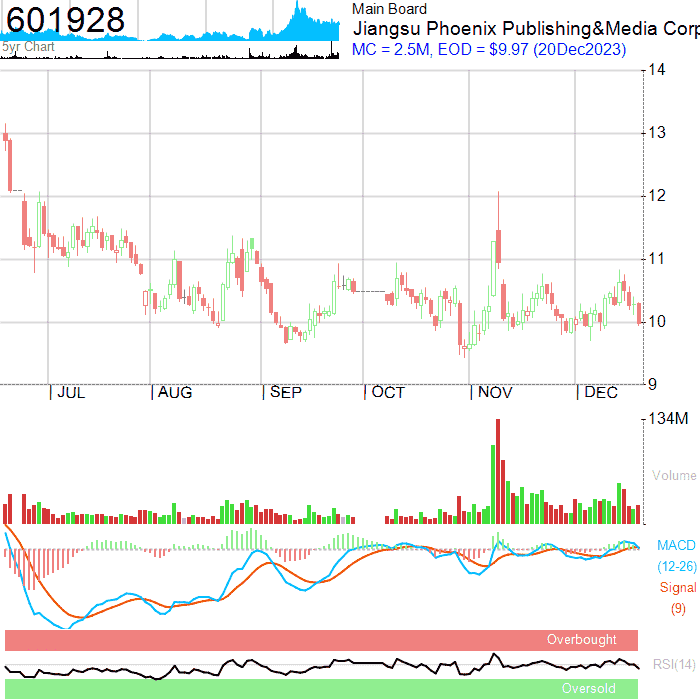 601928
5yr Chart
Main Board
Jiangsu Phoenix Publishing&Media Corp
MC = 2.5M, EOD = $9.97 (20Dec2023)
14
13
12
11
10
9
JUL
AUG
SEP
OCT
NOV
DEC
134M
Volume
MACD
(12-26)
Signal
(9)
Overbought
RSI(14)
Oversold